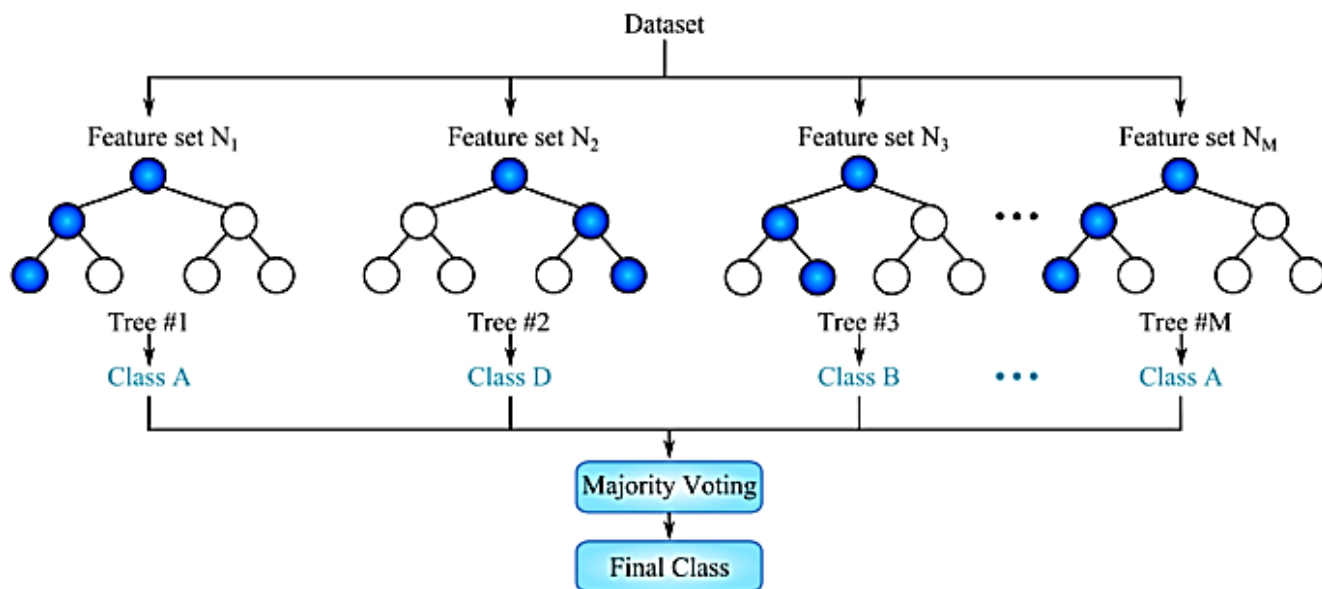 Dataset
Feature set N₁ Feature set N₂ Feature set N₃ Feature set Nₘ
•••
Tree #1 Tree #2 Tree #3 Tree #M
Class A Class D Class B ••• Class A
Majority Voting
Final Class